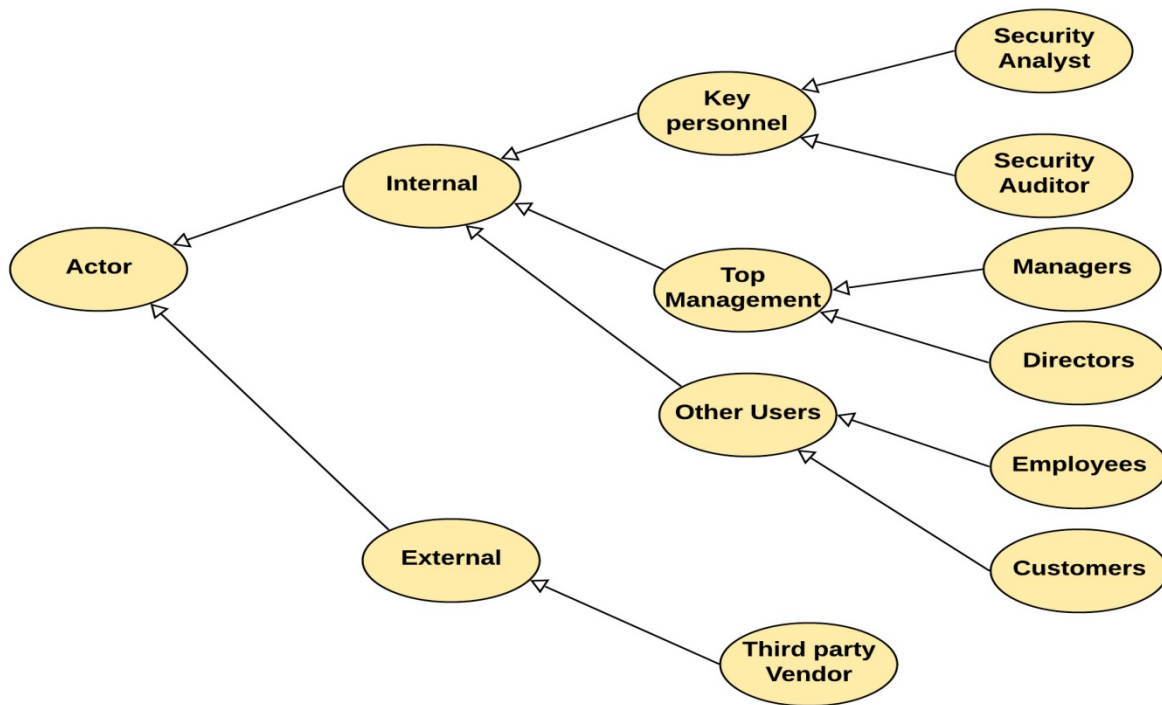 Security
Analyst
Key
personnel
Security
Auditor
Internal
Actor
Managers
Top
Management
Directors
Other Users
Employees
External
Customers
Third party
Vendor